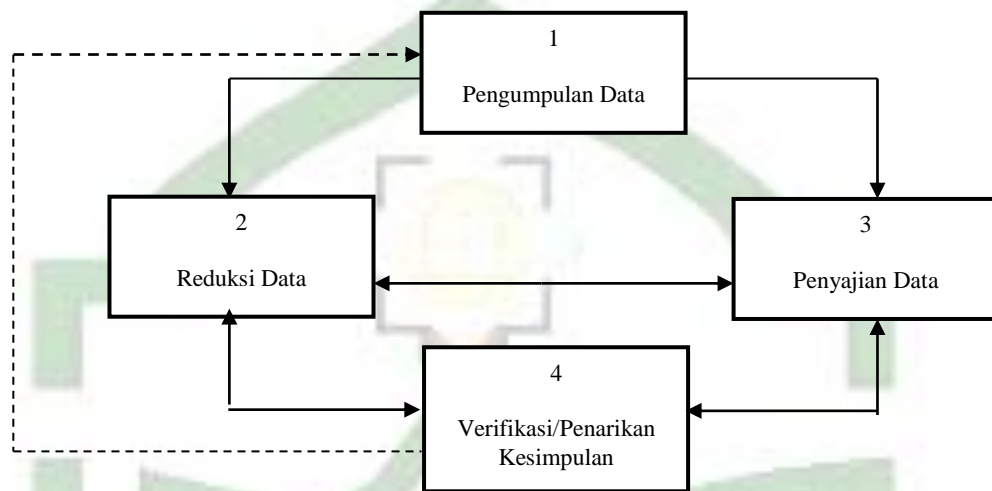 1
Pengumpulan Data
2
Reduksi Data
3
Penyajian Data
4
Verifikasi/Penarikan
Kesimpulan